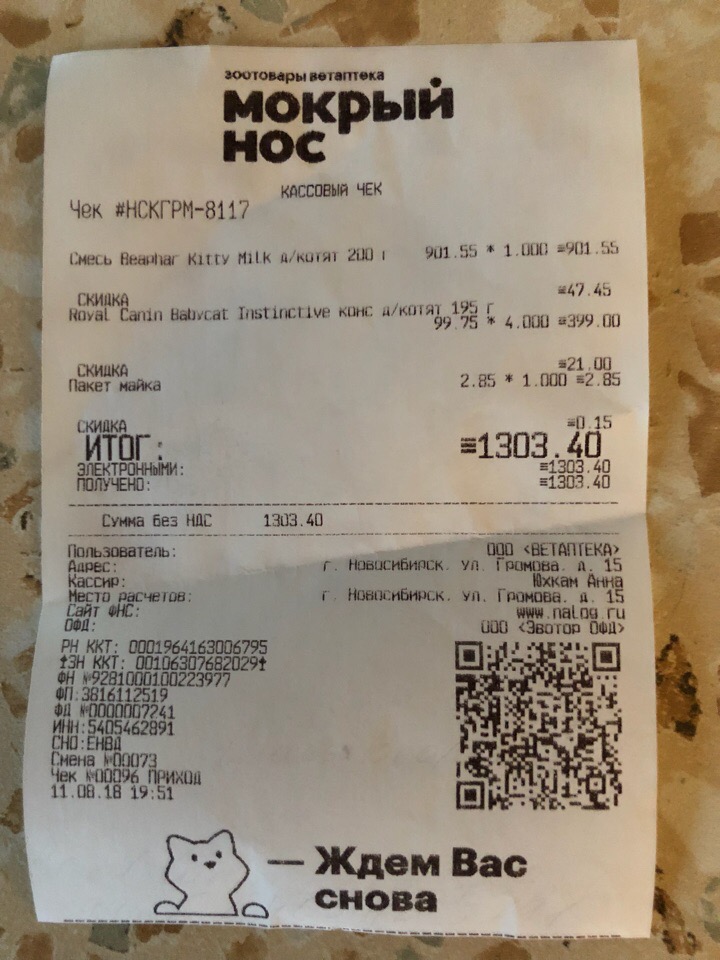 зоотовары ветаптека
мокрый
нос
КАССОВЫЙ ЧЕК
Чек #НСКГРМ-8117
Смесь Beaphar Kitty Milk д/котят 200 г 901.55 * 1.000 ≡901.55
СКИДКА ≡47.45
Royal Canin Babycat Instinctive конс д/котят 195 г
99.75 * 4.000 ≡399.00
СКИДКА ≡21.00
Пакет майка 2.85 * 1.000 ≡2.85
СКИДКА ≡0.15
ИТОГ: ≡1303.40
ЭЛЕКТРОННЫМИ: ≡1303.40
ПОЛУЧЕНО: ≡1303.40
Сумма без НДС 1303.40
Пользователь: ООО <ВЕТАПТЕКА>
Адрес: г. Новосибирск. ул. Громова. д. 15
Кассир: Юхкам Анна
Место расчетов: г. Новосибирск. ул. Громова. д. 15
Сайт ФНС: www.nalog.ru
ОФД: ООО <Эвотор ОФД>
РН ККТ: 0001964163006795
*ЗН ККТ: 00106307682029*
ФН №9281000100223977
ФП:3816112519
ФД №0000007241
ИНН:5405462891
СНО:ЕНВД
Смена №00073
Чек №00096 ПРИХОД
11.08.18 19:51
— Ждем Вас
снова